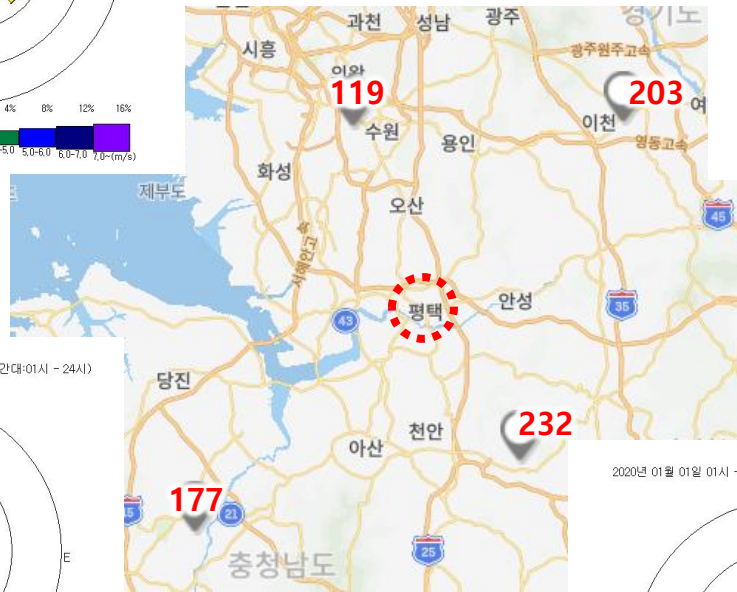 과천
성남
광주
경기도
시흥
광주원주고속
의왕
119
203
여
4%
8%
12%
16%
수원
이천
용인
영동고속
-5.0
5.0-6.0
6.0-7.0
7.0~(m/s)
화성
제부도
오산
45
서해안고속
안성
35
평택
43
간대:01시 - 24시)
당진
232
천안
아산
2020년 01월 01일 01시 -
177
15
21
E
25
충청남도